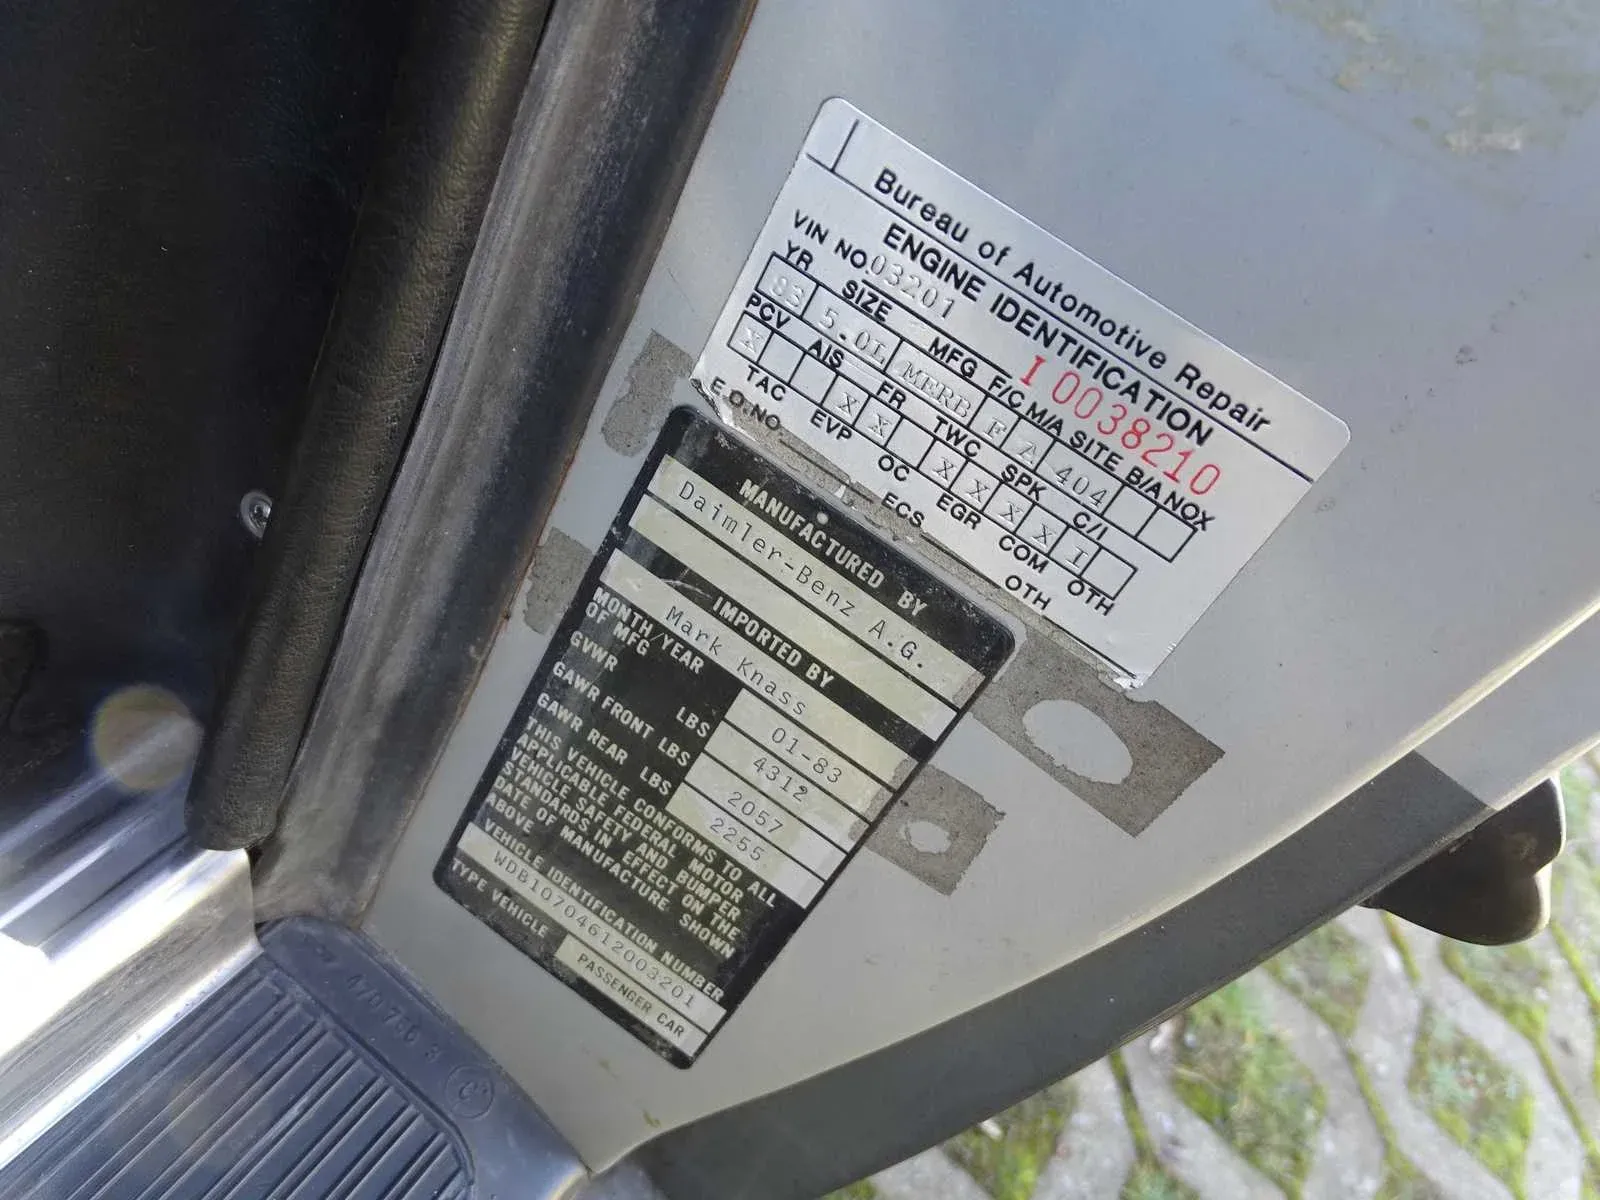 Bureau of Automotive Repair
ENGINE IDENTIFICATION
VIN NO. 03201 I 0038210
YR SIZE MFG F/C M/A SITE B/A NOX
83 5.0L MERB F A 404
PCV AIS FR TWC SPK C/I
X X X X X X X I
TAC EVP OC EGR COM OTH
E.O.NO. ECS OTH
MANUFACTURED BY
Daimler-Benz A.G.
IMPORTED BY
Mark Knass
MONTH/YEAR OF MFG 01-83
GVWR LBS 4312
GAWR FRONT LBS 2057
GAWR REAR LBS 2255
THIS VEHICLE CONFORMS TO ALL
APPLICABLE FEDERAL MOTOR
VEHICLE SAFETY AND BUMPER
STANDARDS IN EFFECT ON THE
DATE OF MANUFACTURE SHOWN
ABOVE
VEHICLE IDENTIFICATION NUMBER
WDB10704612003201
TYPE VEHICLE PASSENGER CAR